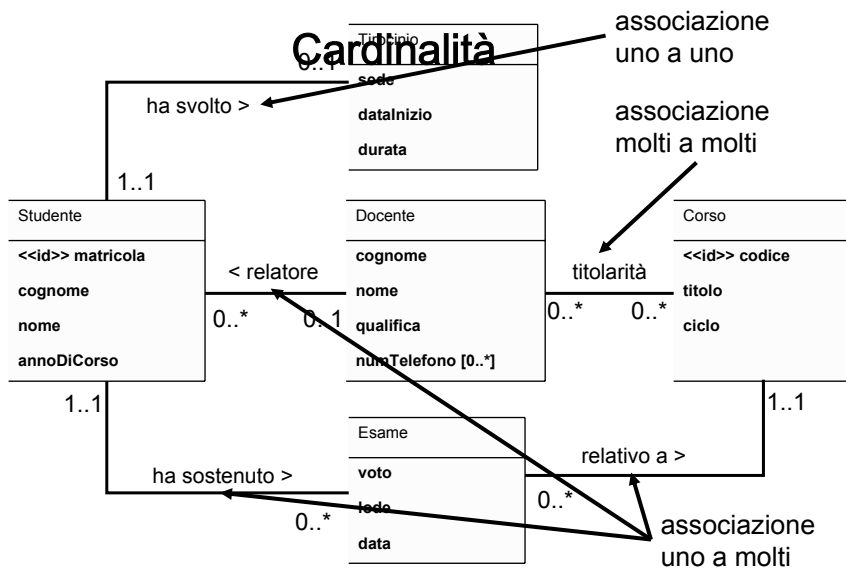 Cardinalità
associazione
uno a uno
Tirocinio
0..1
sede
dataInizio
durata
ha svolto >
associazione
molti a molti
1..1
Studente
<<id>> matricola
cognome
nome
annoDiCorso
< relatore
0..*
0..1
Docente
cognome
nome
qualifica
numTelefono [0..*]
titolarità
0..*
0..*
Corso
<<id>> codice
titolo
ciclo
1..1
1..1
Esame
voto
lode
data
ha sostenuto >
0..*
relativo a >
0..*
associazione
uno a molti